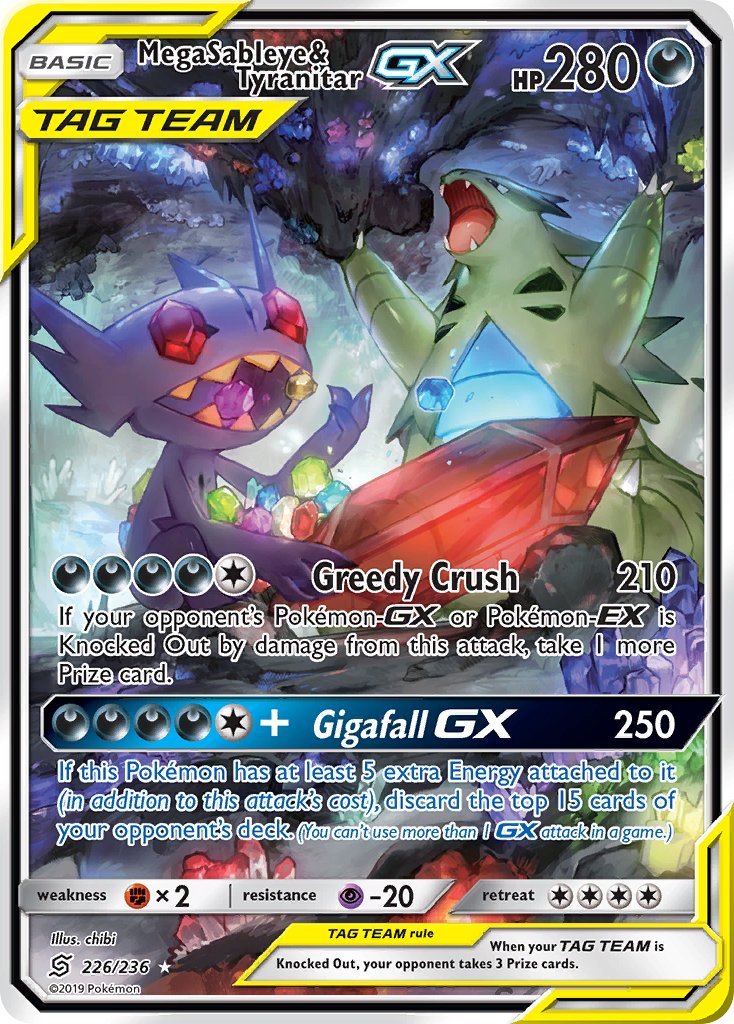 BASIC
MegaSableye&
Tyranitar GX
HP280
TAG TEAM
Greedy Crush 210
If your opponent's Pokémon-GX or Pokémon-EX is
Knocked Out by damage from this attack, take 1 more
Prize card.
+ Gigafall GX 250
If this Pokémon has at least 5 extra Energy attached to it
(in addition to this attack's cost), discard the top 15 cards of
your opponent's deck. (You can't use more than 1 GX attack in a game.)
weakness × 2 resistance -20 retreat
Illus. chibi
TAG TEAM rule
When your TAG TEAM is
Knocked Out, your opponent takes 3 Prize cards.
226/236
©2019 Pokémon